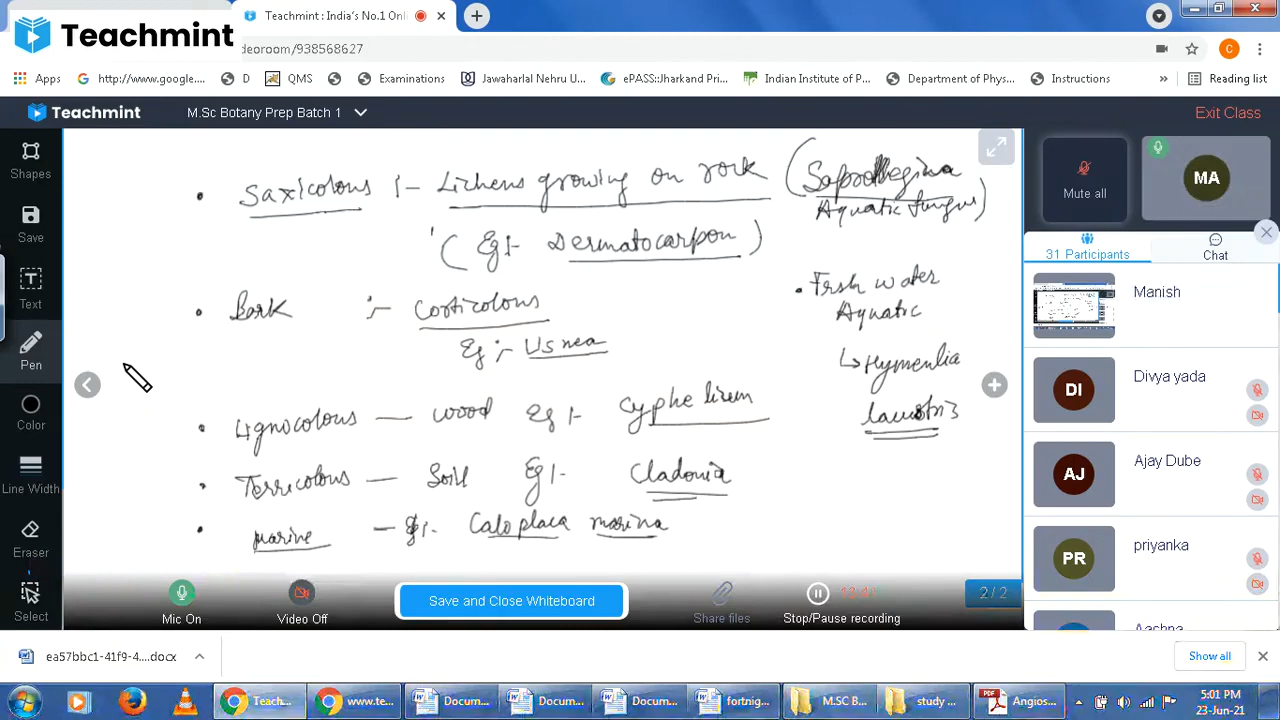 Teachmint : India's No.1 Onl
Teachmint
deoroom/938568627
Apps
http://www.google....
D
QMS
Examinations
Jawaharlal Nehru U...
ePASS::Jharkand Pri...
Indian Institute of P...
Department of Phys...
Instructions
»
Reading list
Teachmint
M.Sc Botany Prep Batch 1
Exit Class
Shapes
Save
Text
Pen
Color
Line Width
Eraser
Select
• Saxicolous :- Lichens growing on rock
Aquatic fungus)
(Eg:- Dermatocarpon)
• Fresh water
Aquatic
• Bark :- Corticolous
Eg :- Usnea
• Lignocolous — wood Eg :-
• Terricolous — Soil Eg :- Cladonia
• marine — Eg:- Caloplaca marina
C
MA
Mute all
31 Participants
Chat
Manish
DI
Divya yada
AJ
Ajay Dube
PR
priyanka
Aashna
Mic On
Video Off
Save and Close Whiteboard
Share files
Stop/Pause recording
2/2
ea57bbc1-41f9-4....docx
Show all
Teach...
www.te...
Docum...
Docum...
Docum...
fortnig...
M.SC B...
study ...
Angios...
5:01 PM
23-Jun-21